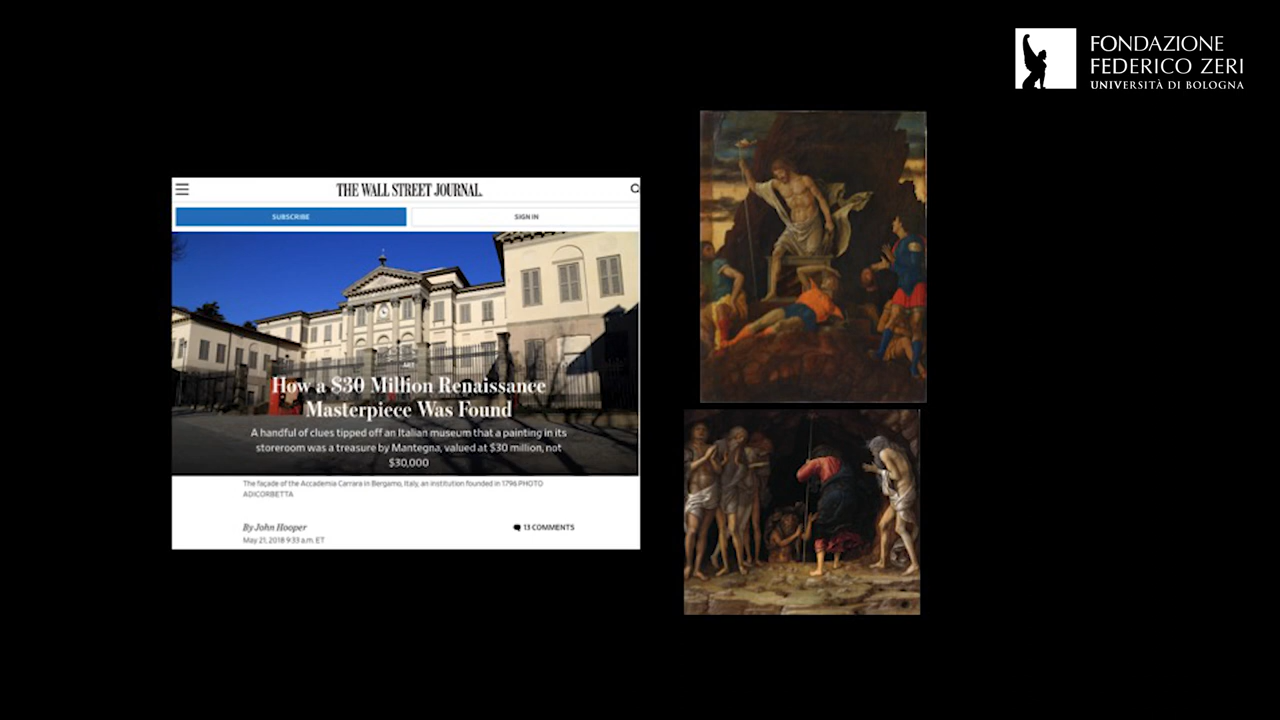 FONDAZIONE
FEDERICO ZERI
UNIVERSITÀ DI BOLOGNA
THE WALL STREET JOURNAL.
SUBSCRIBE
SIGN IN
ART
How a $30 Million Renaissance
Masterpiece Was Found
A handful of clues tipped off an Italian museum that a painting in its
storeroom was a treasure by Mantegna, valued at $30 million, not
$30,000
The façade of the Accademia Carrara in Bergamo, Italy, an institution founded in 1796 PHOTO
ADICORBETTA
By John Hooper
13 COMMENTS
May 21, 2018 9:33 a.m. ET